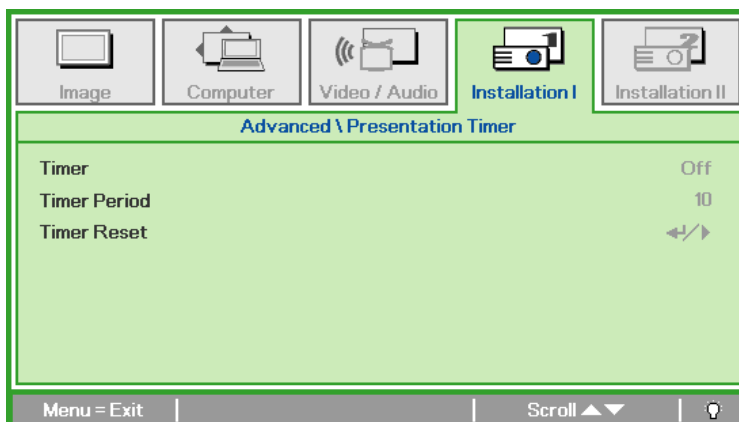 Image
Computer
Video / Audio
Installation I
Installation II
Advanced \ Presentation Timer
Timer Off
Timer Period 10
Timer Reset ↵/▶
Menu = Exit Scroll ▲▼